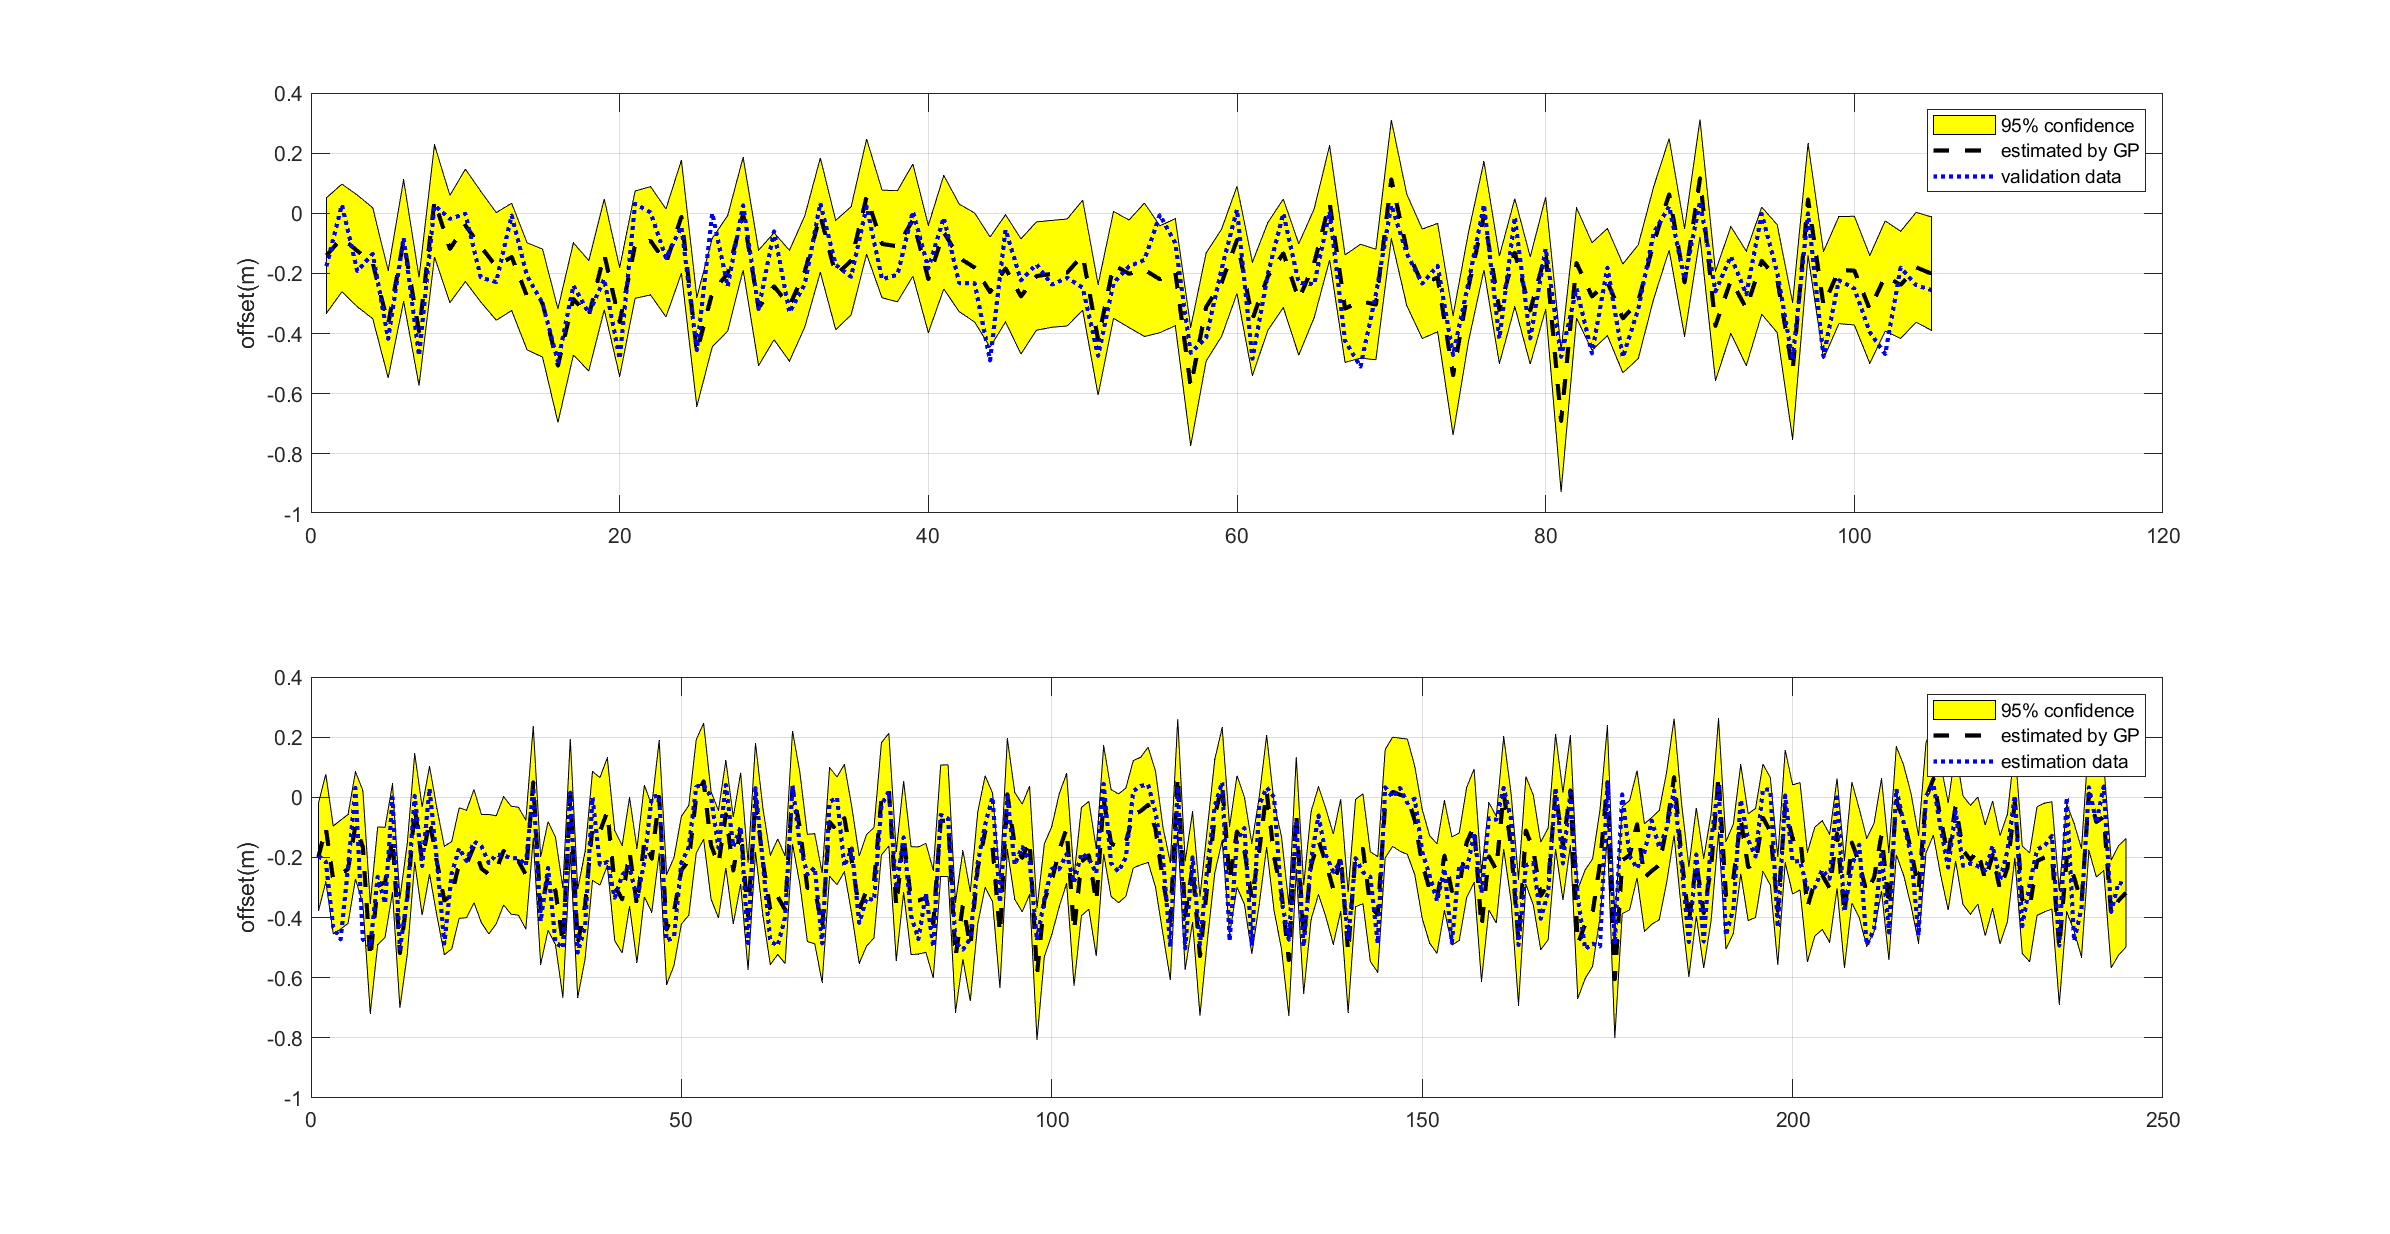 0.4
0.2
0
-0.2
-0.4
-0.6
-0.8
-1
offset(m)
0 20 40 60 80 100 120
95% confidence
estimated by GP
validation data
0.4
0.2
0
-0.2
-0.4
-0.6
-0.8
-1
offset(m)
0 50 100 150 200 250
95% confidence
estimated by GP
estimation data